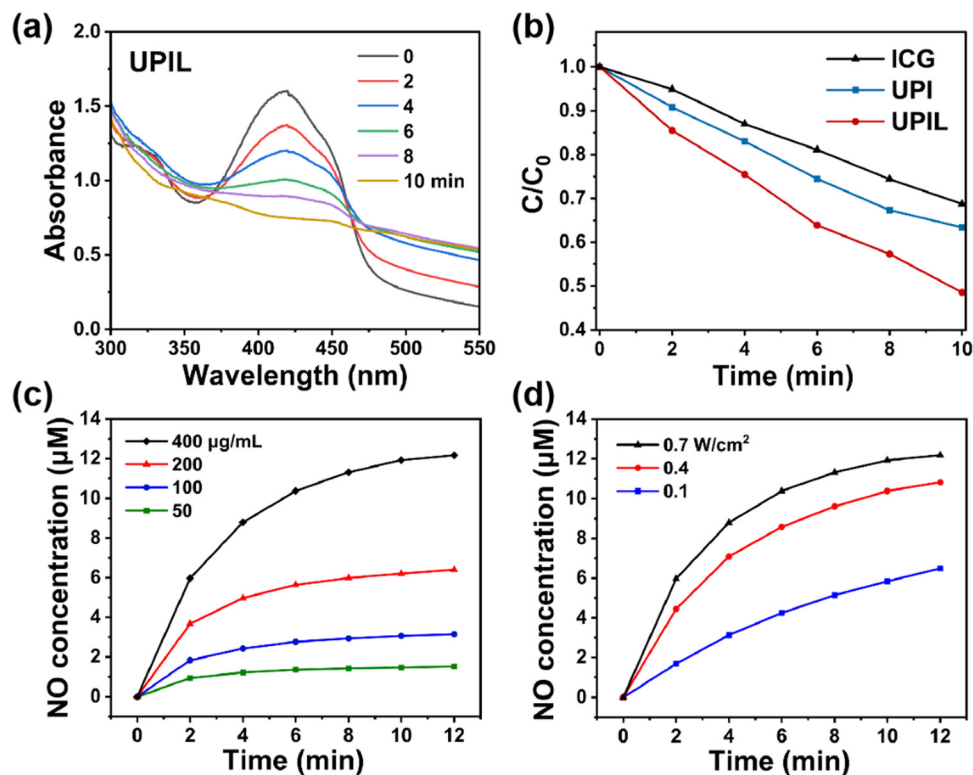 (a)
UPIL
0
2
4
6
8
10 min
2.0
1.5
1.0
0.5
0.0
Absorbance
300 350 400 450 500 550
Wavelength (nm)
(b)
ICG
UPI
UPIL
1.0
0.9
0.8
0.7
0.6
0.5
0.4
C/C₀
0 2 4 6 8 10
Time (min)
(c)
400 µg/mL
200
100
50
14
12
10
8
6
4
2
0
NO concentration (µM)
0 2 4 6 8 10 12
Time (min)
(d)
0.7 W/cm²
0.4
0.1
14
12
10
8
6
4
2
0
NO concentration (µM)
0 2 4 6 8 10 12
Time (min)